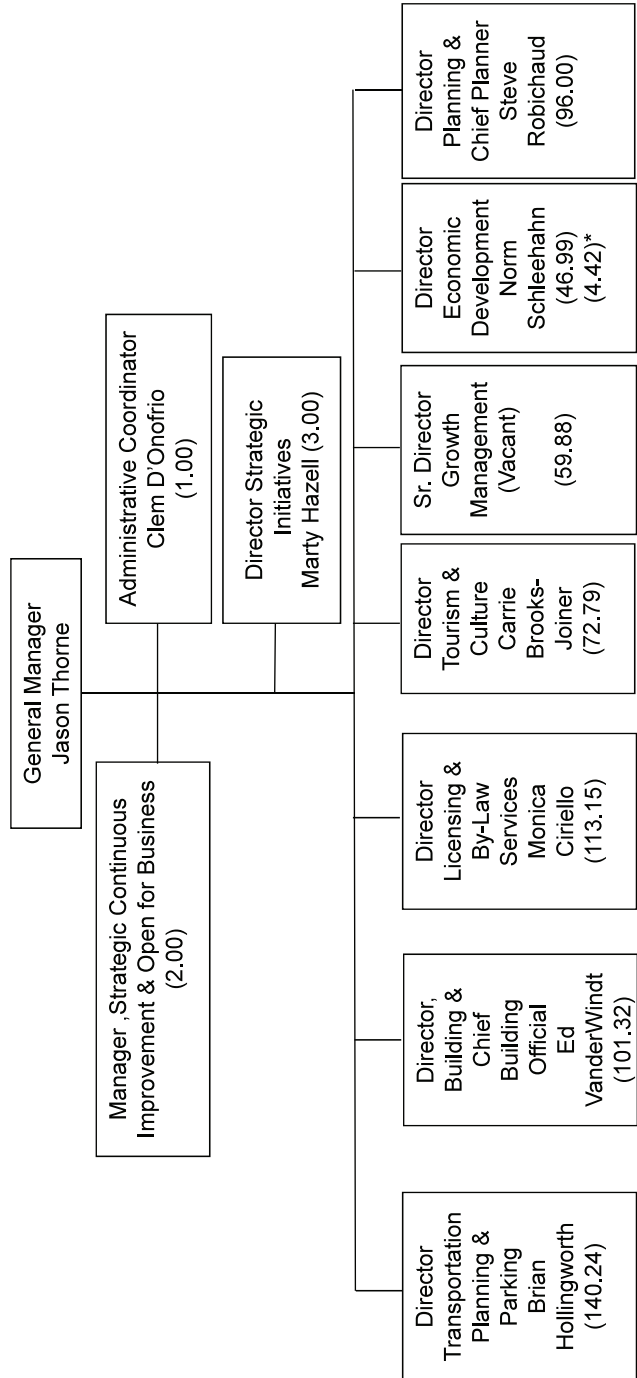 General Manager
Jason Thorne
Manager ,Strategic Continuous
Improvement & Open for Business
(2.00)
Administrative Coordinator
Clem D'Onofrio
(1.00)
Director Strategic
Initiatives
Marty Hazell (3.00)
Director
Transportation
Planning &
Parking
Brian
Hollingworth
(140.24)
Director,
Building &
Chief
Building
Official
Ed
VanderWindt
(101.32)
Director
Licensing &
By-Law
Services
Monica
Ciriello
(113.15)
Director
Tourism &
Culture
Carrie
Brooks-
Joiner
(72.79)
Sr. Director
Growth
Management
(Vacant)
(59.88)
Director
Economic
Development
Norm
Schleehahn
(46.99)
(4.42)*
Director
Planning &
Chief Planner
Steve
Robichaud
(96.00)